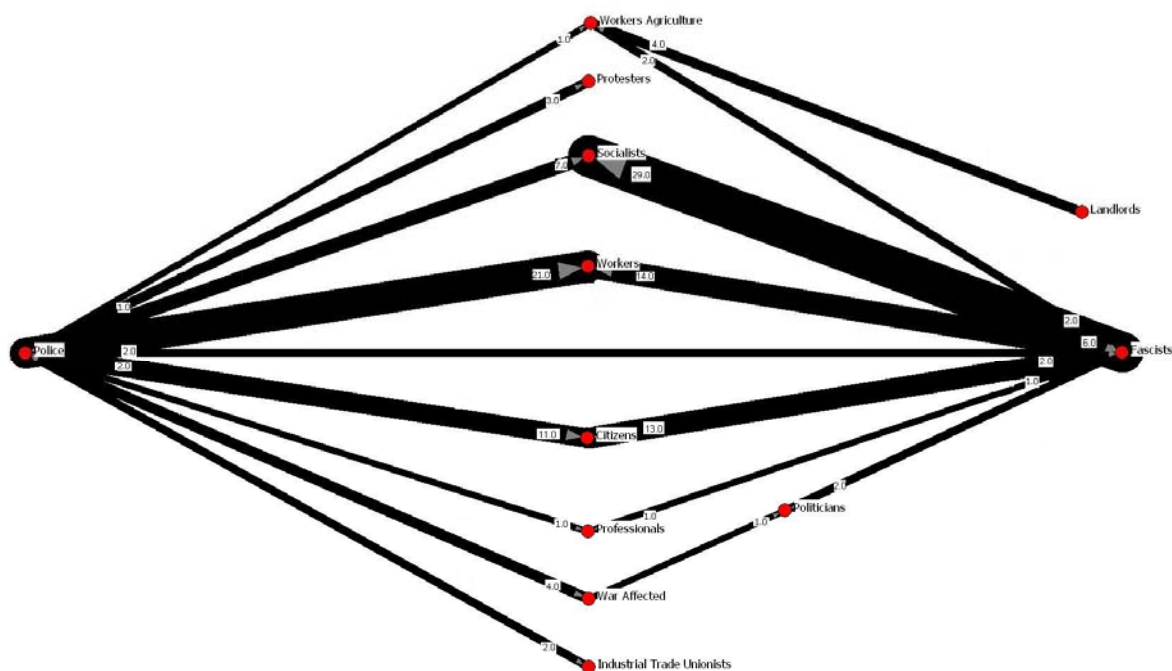 Workers Agriculture
1.0
4.0
2.0
Protesters
3.0
Socialists
7.0
29.0
Landlords
Workers
21.0
14.0
1.0
2.0
Police
2.0
6.0
Fascists
2.0
2.0
1.0
Citizens
11.0
13.0
2.0
Politicians
1.0
Professionals
1.0
1.0
4.0
War Affected
2.0
Industrial Trade Unionists